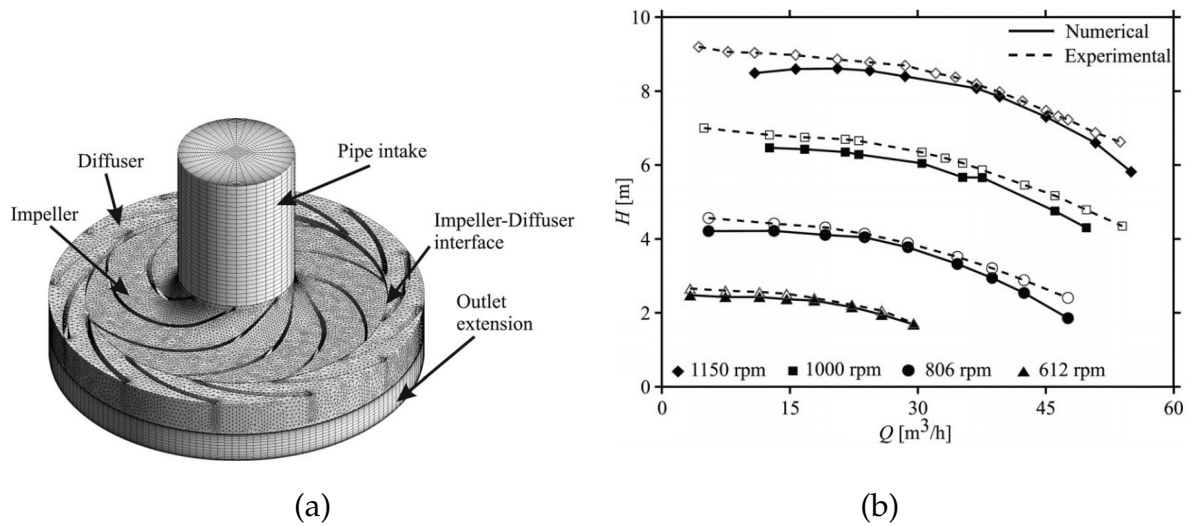 Diffuser
Pipe intake
Impeller
Impeller-Diffuser
interface
Outlet
extension
(a)
10
8
6
4
2
0
H [m]
Numerical
Experimental
1150 rpm
1000 rpm
806 rpm
612 rpm
0
15
30
45
60
Q [m³/h]
(b)